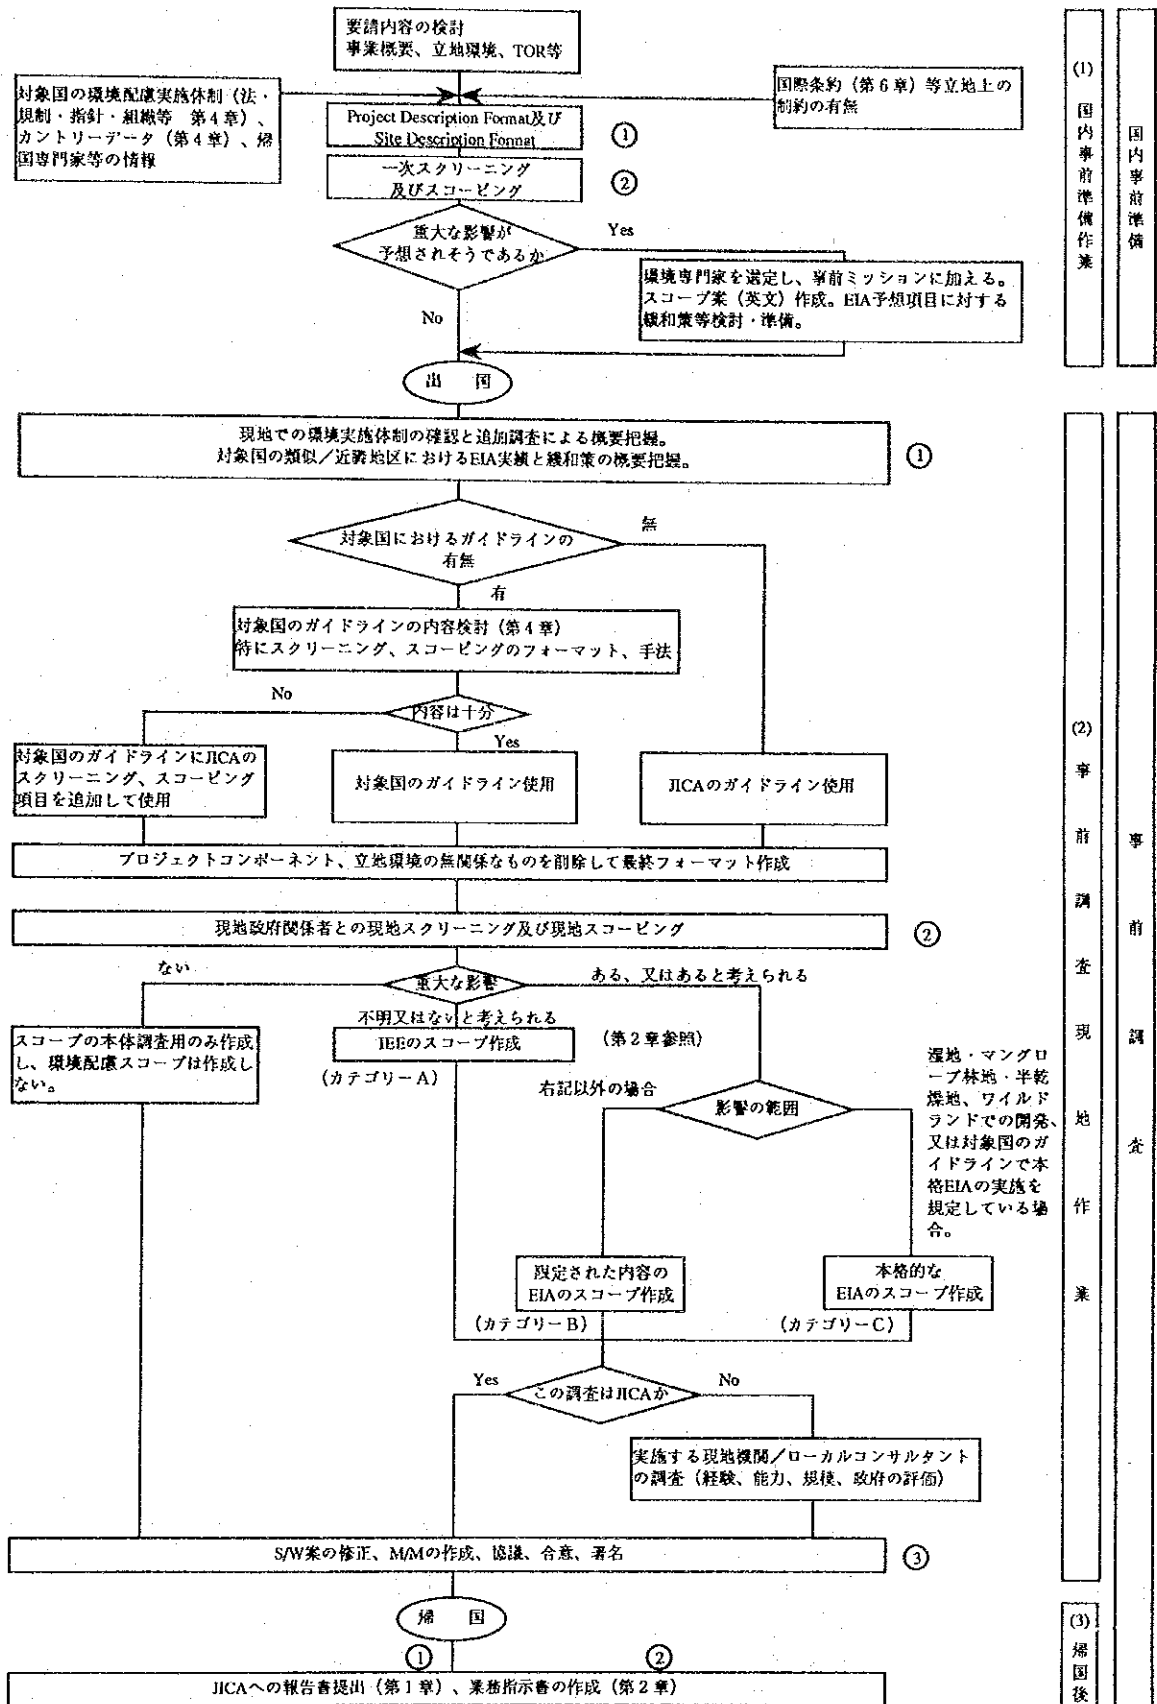 要請内容の検討
事業概要、立地環境、TOR等
対象国の環境配慮実施体制（法・
規制・指針・組織等　第4章）、
カントリーデータ（第4章）、帰
国専門家等の情報
国際条約（第6章）等立地上の
制約の有無
Project Description Format及び
Site Description Format
①
一次スクリーニング
及びスコーピング
②
重大な影響が
予想されそうであるか
Yes
環境専門家を選定し、事前ミッションに加える。
スコープ案（英文）作成。EIA予想項目に対する
緩和策等検討・準備。
No
出　国
(1) 国内事前準備作業
国内事前準備
現地での環境実施体制の確認と追加調査による概要把握。
対象国の類似／近隣地区におけるEIA実績と緩和策の概要把握。
①
対象国におけるガイドラインの
有無
無
有
対象国のガイドラインの内容検討（第4章）
特にスクリーニング、スコーピングのフォーマット、手法
No
内容は十分
Yes
対象国のガイドラインにJICAの
スクリーニング、スコーピング
項目を追加して使用
対象国のガイドライン使用
JICAのガイドライン使用
プロジェクトコンポーネント、立地環境の無関係なものを削除して最終フォーマット作成
現地政府関係者との現地スクリーニング及び現地スコーピング
②
ない
重大な影響
ある、又はあると考えられる
不明又はないと考えられる
スコープの本体調査用のみ作成
し、環境配慮スコープは作成し
ない。
IEEのスコープ作成
（第2章参照）
（カテゴリーA）
右記以外の場合
影響の範囲
湿地・マングロ
ーブ林地・半乾
燥地、ワイルド
ランドでの開発、
又は対象国のガ
イドラインで本
格EIAの実施を
規定している場
合。
限定された内容の
EIAのスコープ作成
本格的な
EIAのスコープ作成
（カテゴリーB）
（カテゴリーC）
Yes
この調査はJICAか
No
実施する現地機関／ローカルコンサルタント
の調査（経験、能力、規模、政府の評価）
S/W案の修正、M/Mの作成、協議、合意、署名
③
(2) 事前調査現地作業
事前調査
帰　国
①
②
JICAへの報告書提出（第1章）、業務指示書の作成（第2章）
(3) 帰国後